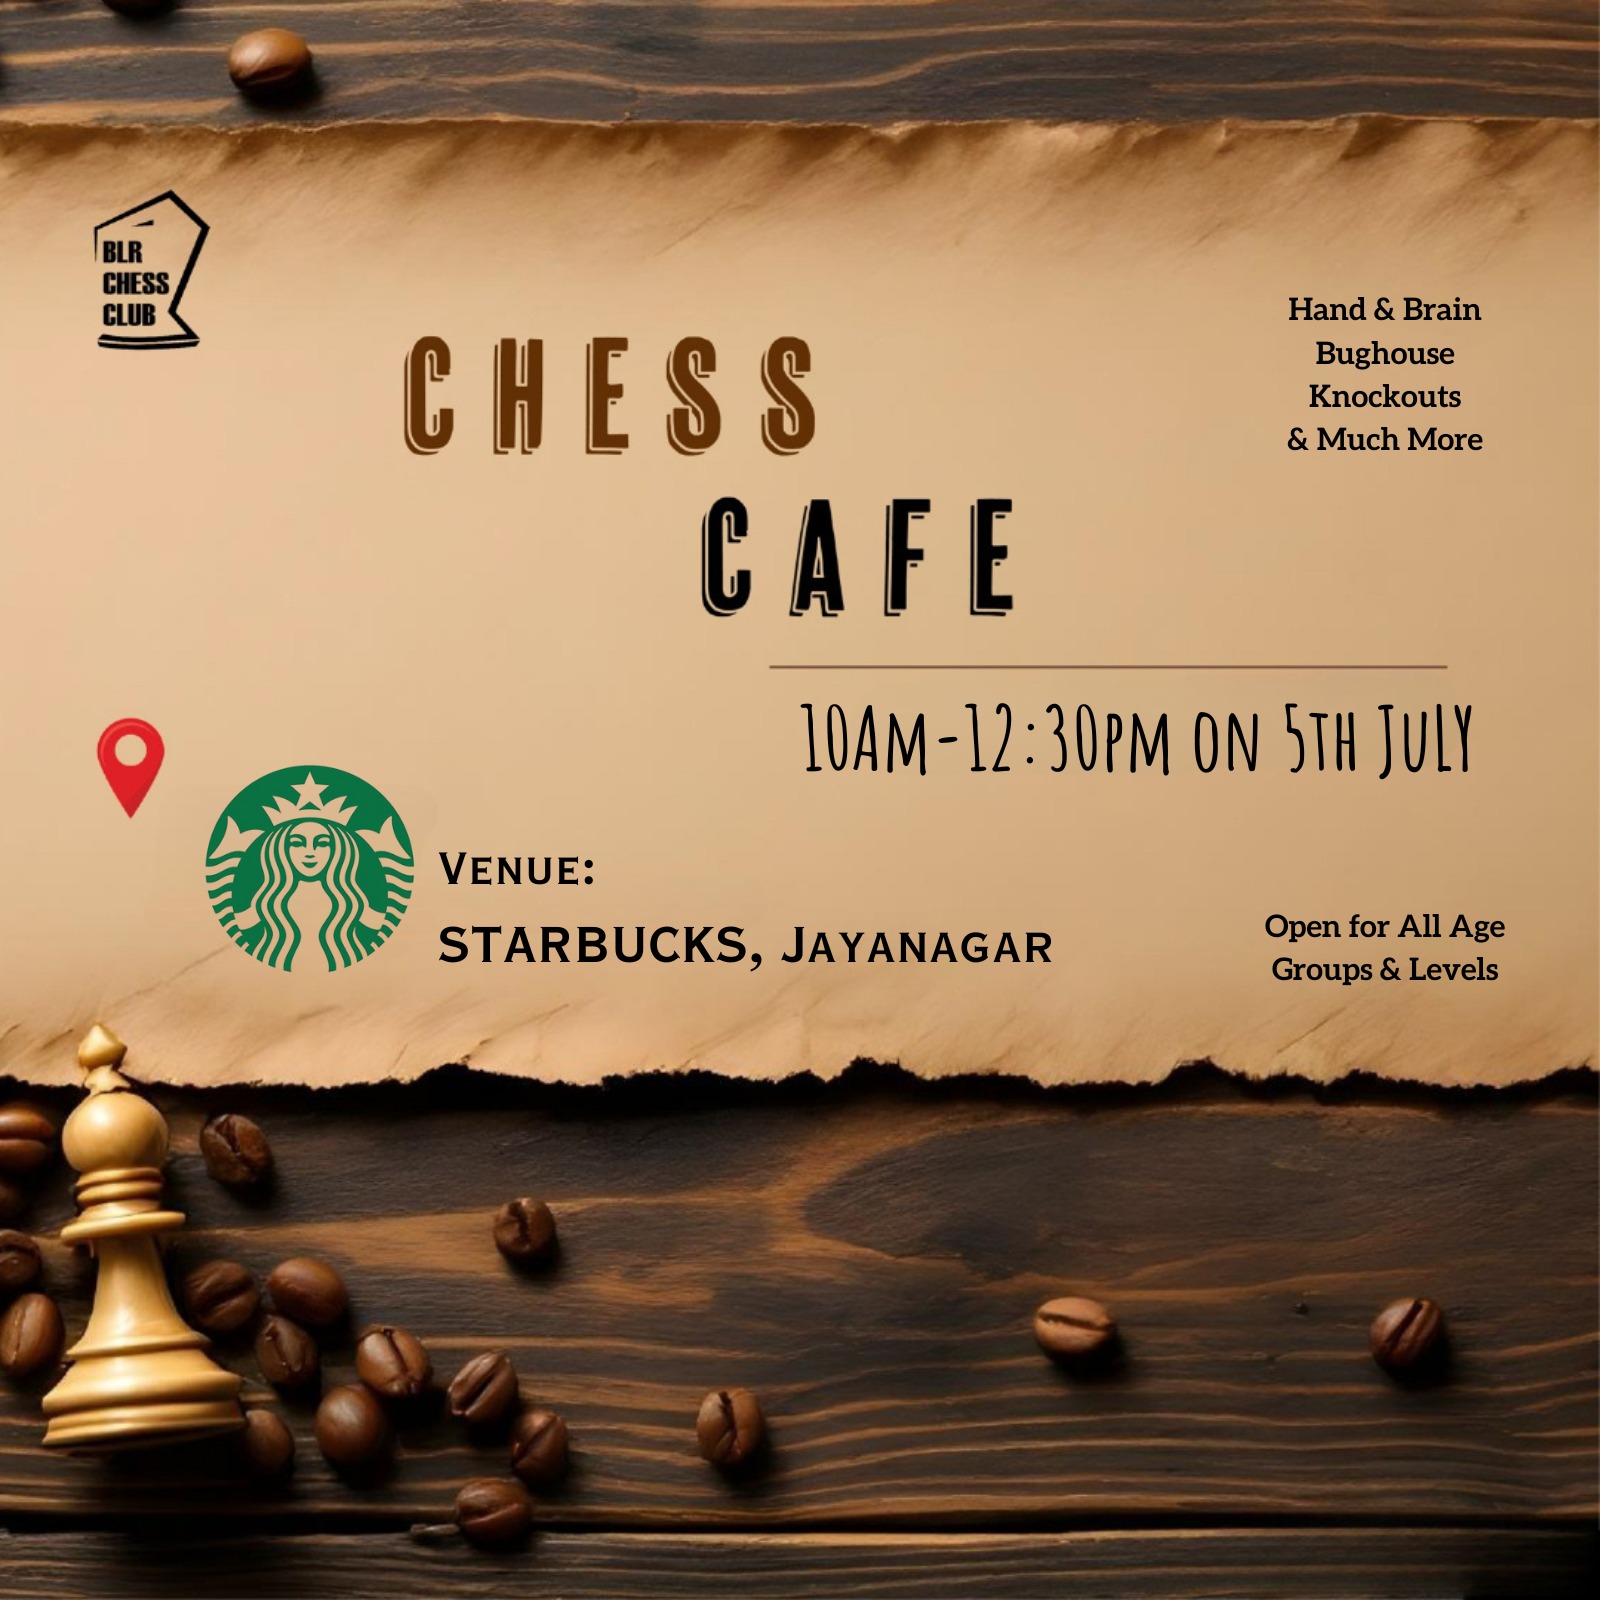 BLR
CHESS
CLUB
CHESS
CAFE
Hand & Brain
Bughouse
Knockouts
& Much More
10AM-12:30PM ON 5TH JULY
VENUE:
STARBUCKS, JAYANAGAR
Open for All Age
Groups & Levels